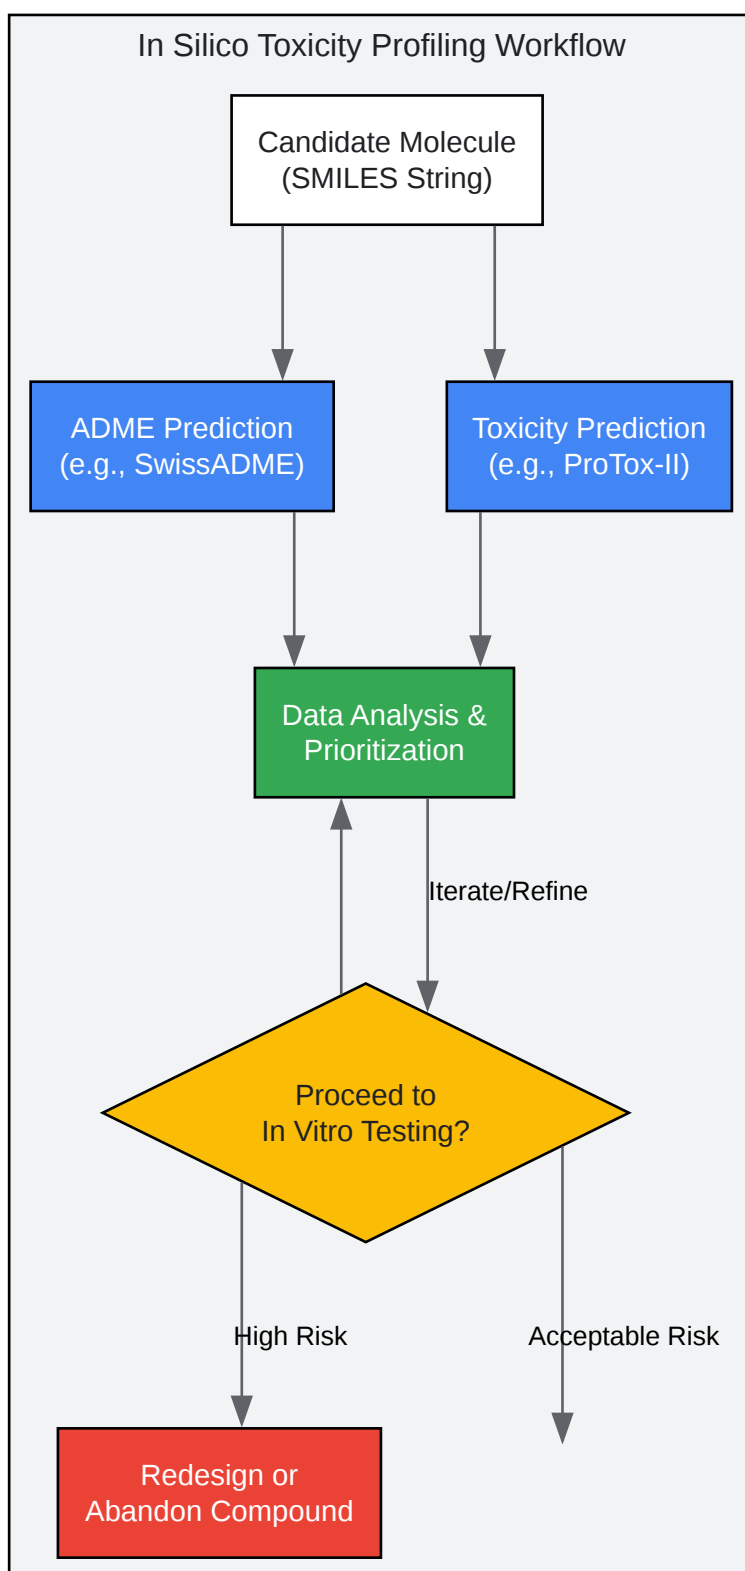 In Silico Toxicity Profiling Workflow
Candidate Molecule
(SMILES String)
ADME Prediction
(e.g., SwissADME)
Toxicity Prediction
(e.g., ProTox-II)
Data Analysis &
Prioritization
Iterate/Refine
Proceed to
In Vitro Testing?
High Risk
Acceptable Risk
Redesign or
Abandon Compound